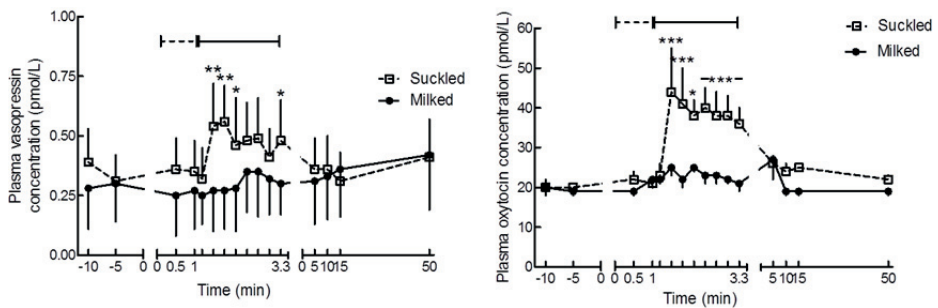 Plasma vasopressin
concentration (pmol/L)
1.00
0.75
0.50
0.25
0.00
** ** * *
Suckled
Milked
-10 -5 0 0 0.5 1 3.3 0 5 10 15 50
Time (min)
Plasma oxytocin concentration (pmol/L)
60
50
40
30
20
10
0
***
***
*
***
Suckled
Milked
-10 -5 0 0 0.5 1 3.3 0 5 10 15 50
Time (min)